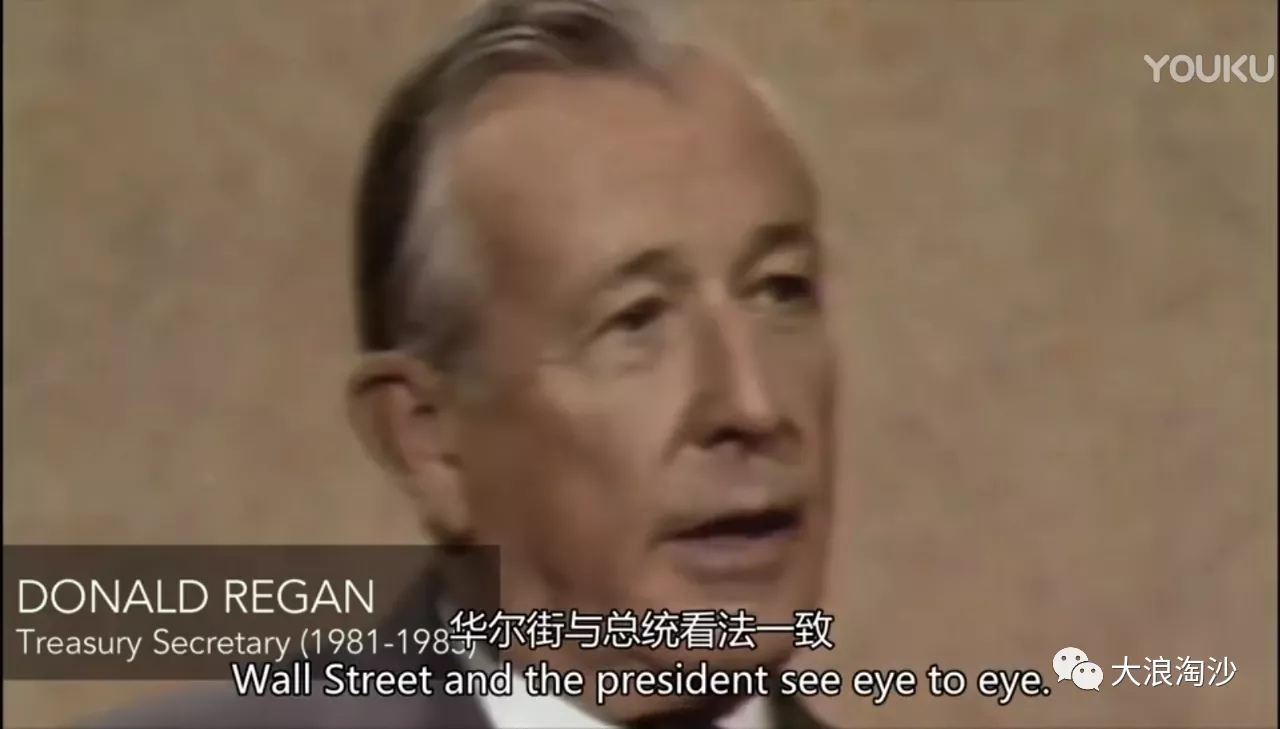 YOUKU
DONALD REGAN
Treasury Secretary (1981-1985)
华尔街与总统看法一致
Wall Street and the president see eye to eye.
大浪淘沙